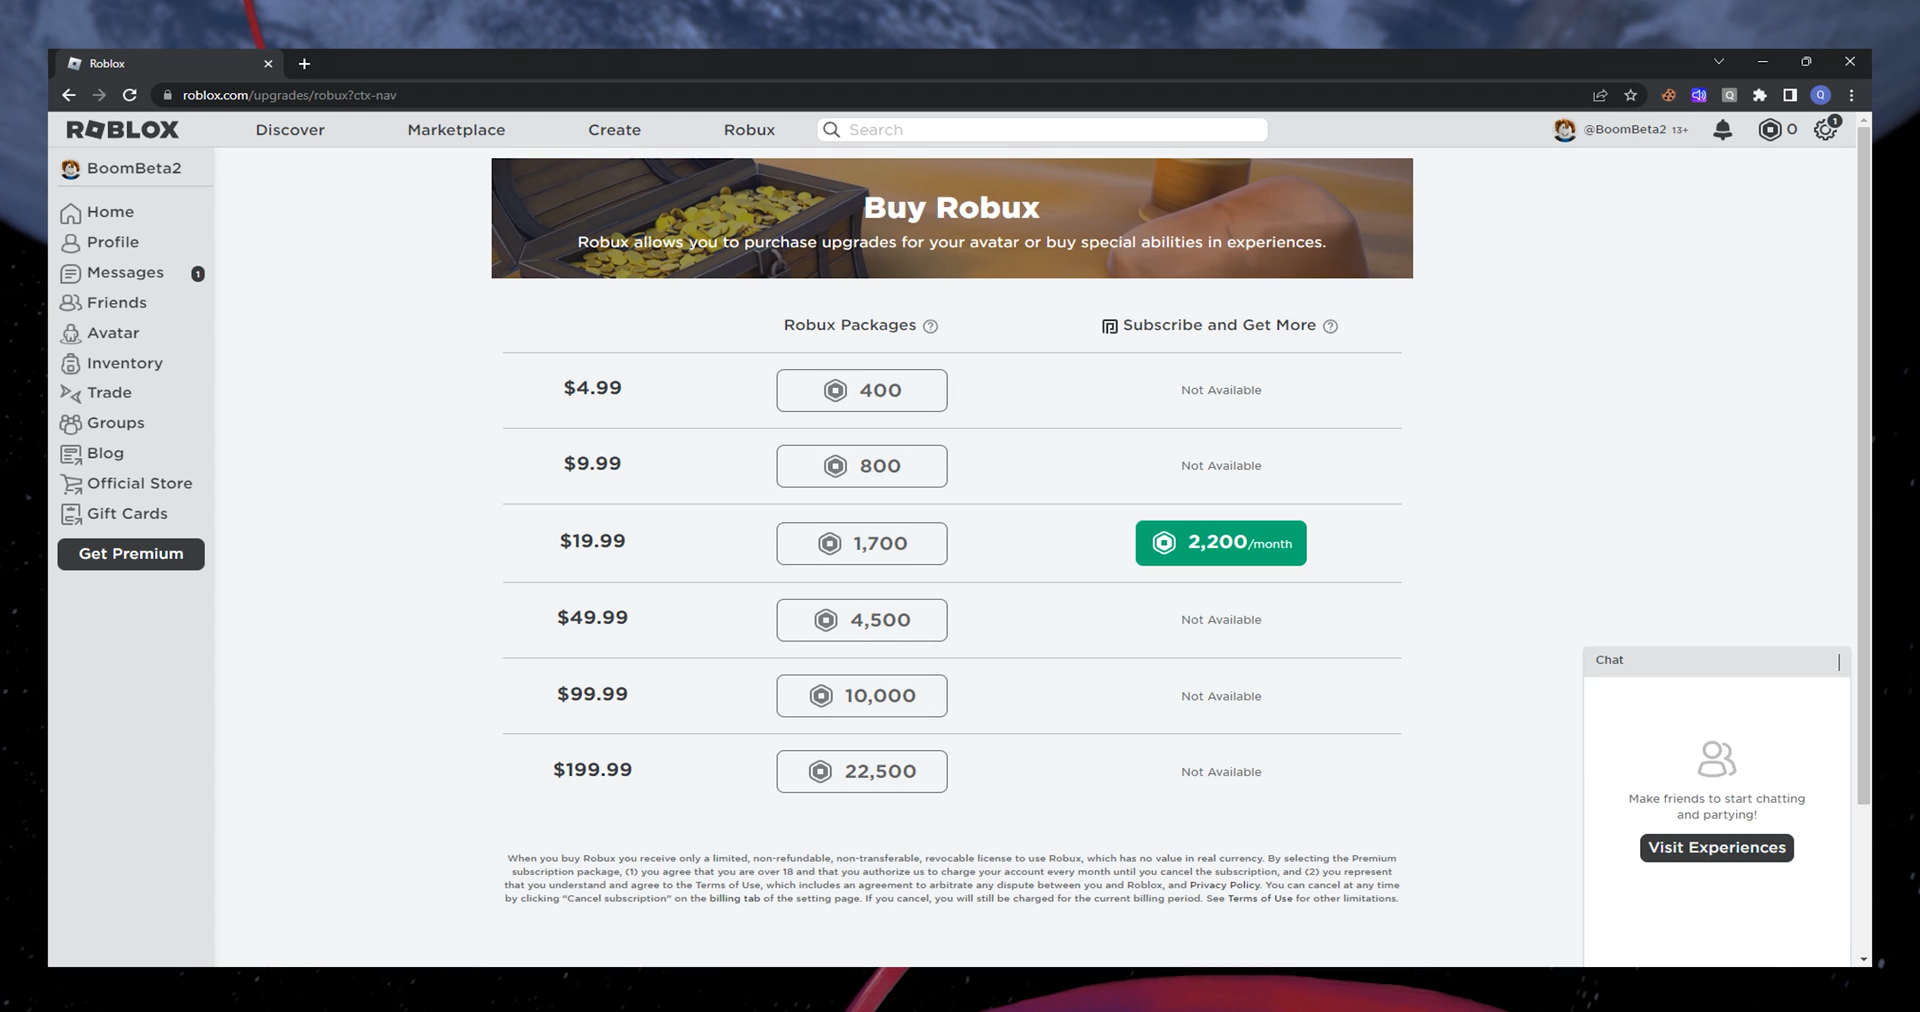 Roblox
roblox.com/upgrades/robux?ctx-nav
Q
Q
ROBLOX
Discover
Marketplace
Create
Robux
Search
@BoomBeta2 13+
0
1
BoomBeta2
Home
Profile
Messages
1
Friends
Avatar
Inventory
Trade
Groups
Blog
Official Store
Gift Cards
Get Premium
Buy Robux
Robux allows you to purchase upgrades for your avatar or buy special abilities in experiences.
Robux Packages ?
Subscribe and Get More ?
$4.99
400
Not Available
$9.99
800
Not Available
$19.99
1,700
2,200/month
$49.99
4,500
Not Available
$99.99
10,000
Not Available
$199.99
22,500
Not Available
When you buy Robux you receive only a limited, non-refundable, non-transferable, revocable license to use Robux, which has no value in real currency. By selecting the Premium
subscription package, (1) you agree that you are over 18 and that you authorize us to charge your account every month until you cancel the subscription, and (2) you represent
that you understand and agree to the Terms of Use, which includes an agreement to arbitrate any dispute between you and Roblox, and Privacy Policy. You can cancel at any time
by clicking “Cancel subscription” on the billing tab of the setting page. If you cancel, you will still be charged for the current billing period. See Terms of Use for other limitations.
Chat
Make friends to start chatting
and partying!
Visit Experiences